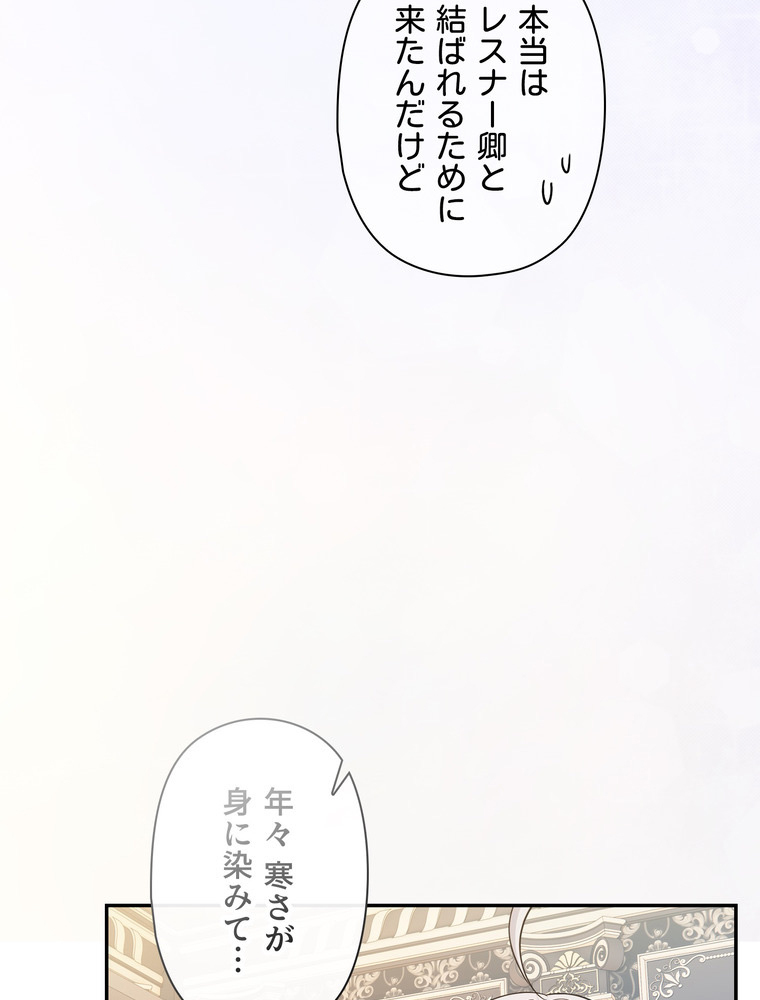 本当は
レスナー卿と
結ばれるために
来たんだけど
年々 寒さが
身に染みて…